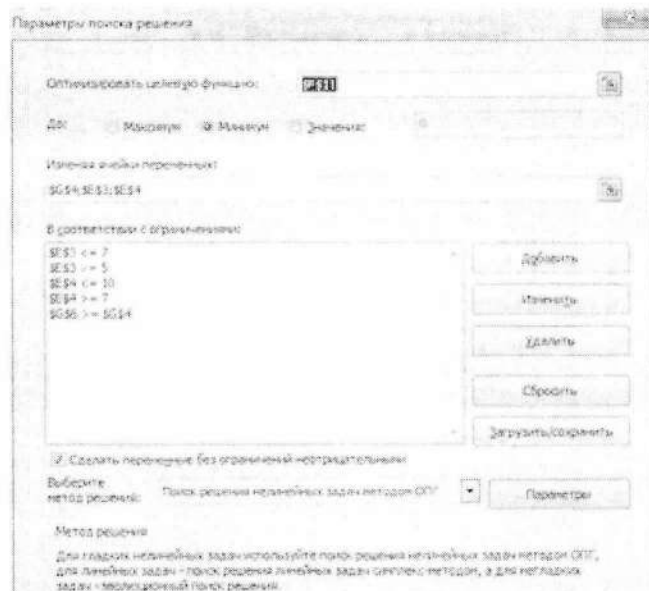 Параметры поиска решения
Оптимизировать целевую функцию:
До: Максимум Минимум Значения:
Изменяя ячейки переменных:
$G$4;$E$3;$E$4
В соответствии с ограничениями:
$E$3 <= 7
$E$3 >= 5
$E$4 <= 10
$E$4 >= 7
$G$6 >= $G$4
Добавить
Изменить
Удалить
Сбросить
Загрузить/сохранить
Сделать переменные без ограничений неотрицательными
Выберите
метод решения:
Поиск решения нелинейных задач методом ОПГ
Параметры
Метод решения
Для гладких нелинейных задач используйте поиск решения нелинейных задач методом ОПГ,
для линейных задач - поиск решения линейных задач симплекс-методом, а для негладких
задач - эволюционный поиск решения.